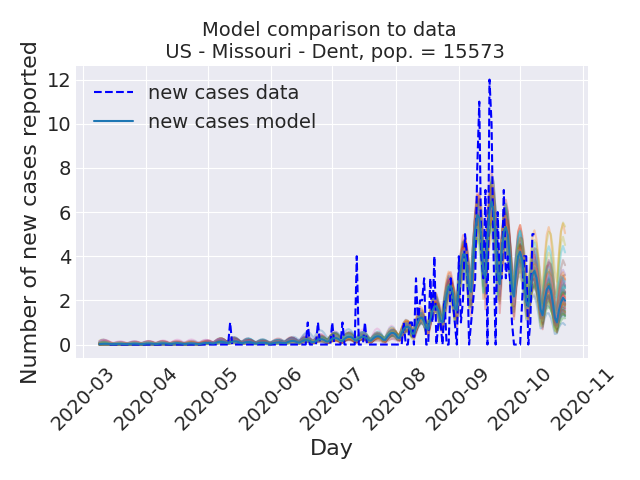 Model comparison to data
US - Missouri - Dent, pop. = 15573
Number of new cases reported
12
10
8
6
4
2
0
new cases data
new cases model
2020-03
2020-04
2020-05
2020-06
2020-07
2020-08
2020-09
2020-10
2020-11
Day